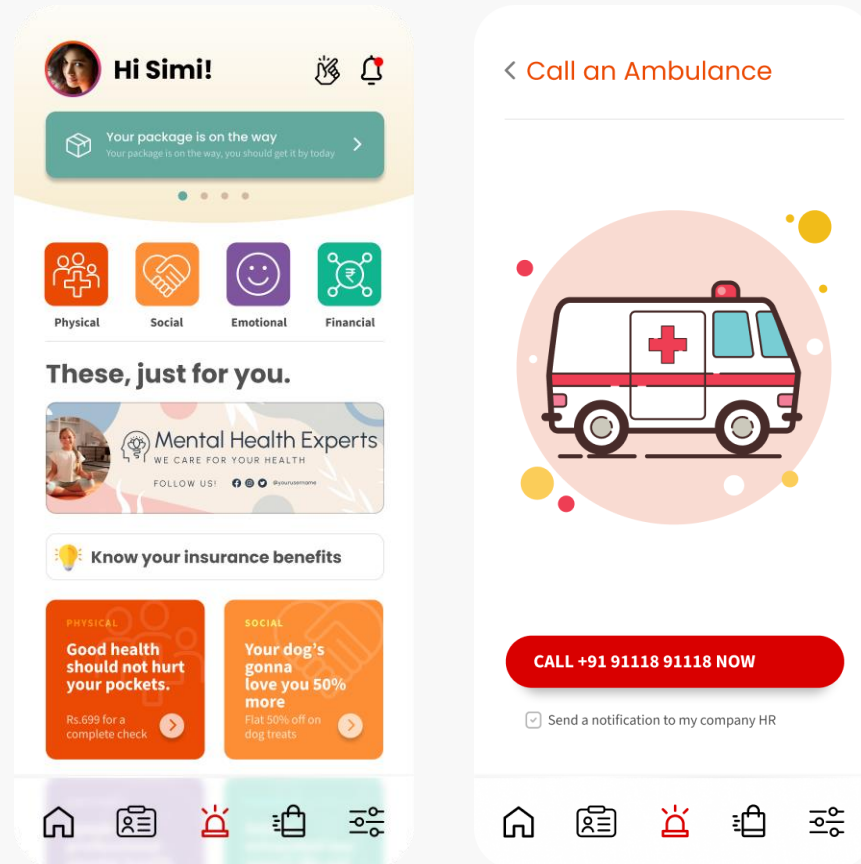 Hi Simi!
Your package is on the way
Your package is on the way, you should get it by today
Physical
Social
Emotional
Financial
These, just for you.
Mental Health Experts
WE CARE FOR YOUR HEALTH
FOLLOW US!
@yourusername
Know your insurance benefits
PHYSICAL
Good health
should not hurt
your pockets.
Rs.699 for a
complete check
SOCIAL
Your dog's
gonna
love you 50%
more
Flat 50% off on
dog treats
Call an Ambulance
CALL +91 91118 91118 NOW
Send a notification to my company HR